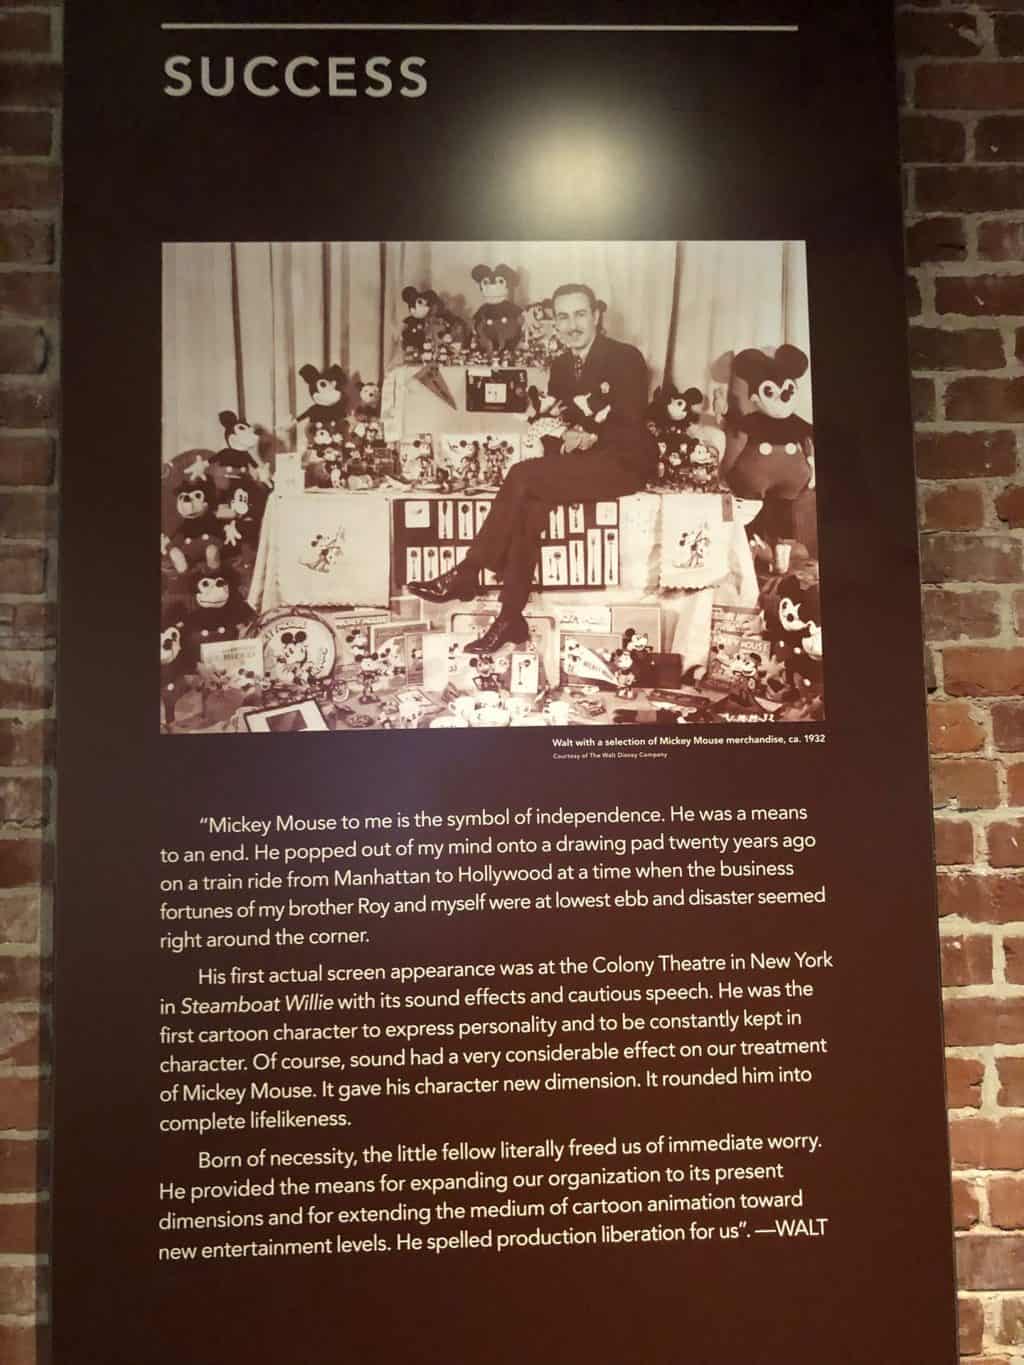 SUCCESS
MICKEY
MOUSE
V.M.M-32
Walt with a selection of Mickey Mouse merchandise, ca. 1932
Courtesy of The Walt Disney Company
“Mickey Mouse to me is the symbol of independence. He was a means
to an end. He popped out of my mind onto a drawing pad twenty years ago
on a train ride from Manhattan to Hollywood at a time when the business
fortunes of my brother Roy and myself were at lowest ebb and disaster seemed
right around the corner.
His first actual screen appearance was at the Colony Theatre in New York
in Steamboat Willie with its sound effects and cautious speech. He was the
first cartoon character to express personality and to be constantly kept in
character. Of course, sound had a very considerable effect on our treatment
of Mickey Mouse. It gave his character new dimension. It rounded him into
complete lifelikeness.
Born of necessity, the little fellow literally freed us of immediate worry.
He provided the means for expanding our organization to its present
dimensions and for extending the medium of cartoon animation toward
new entertainment levels. He spelled production liberation for us”. —WALT